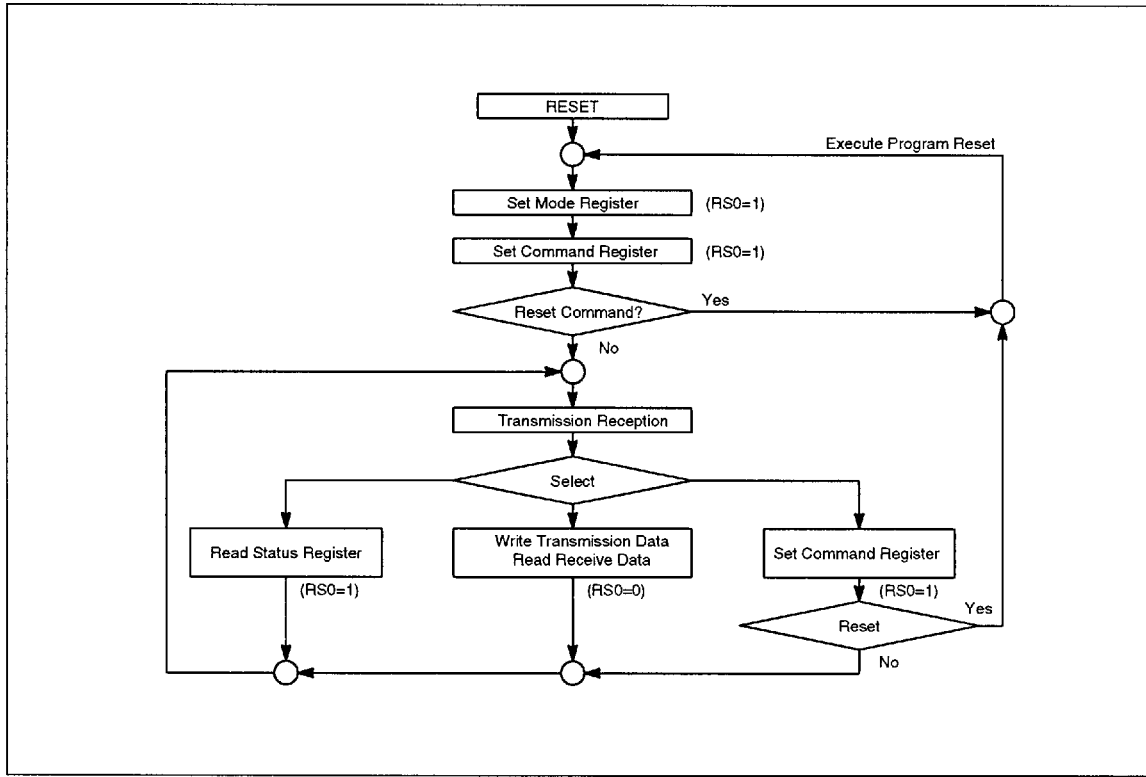 RESET
Execute Program Reset
Set Mode Register
(RS0=1)
Set Command Register
(RS0=1)
Reset Command?
Yes
No
Transmission Reception
Select
Read Status Register
Write Transmission Data
Read Receive Data
Set Command Register
(RS0=1)
(RS0=0)
(RS0=1)
Yes
Reset
No